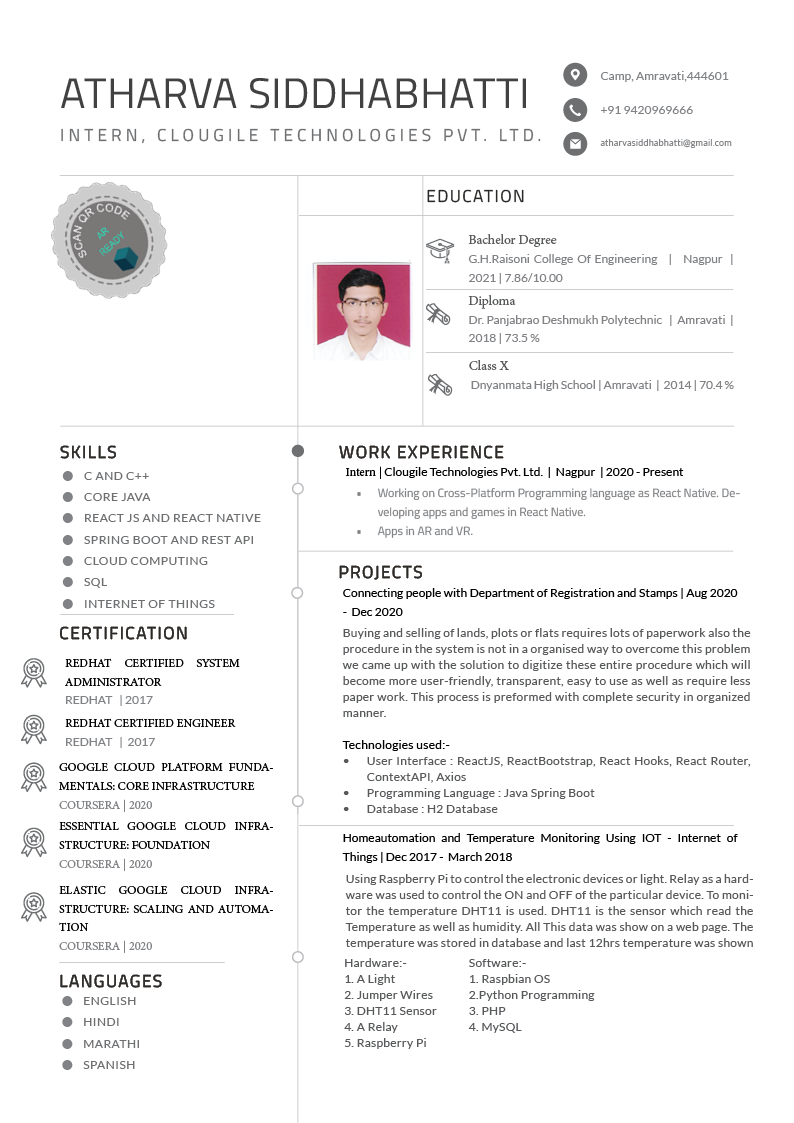 ATHARVA SIDDHABHATTI
INTERN, CLOUGILE TECHNOLOGIES PVT. LTD.
Camp, Amravati,444601
+91 9420969666
atharvasiddhabhatti@gmail.com
SCAN QR CODE
AR
READY
EDUCATION
Bachelor Degree
G.H.Raisoni College Of Engineering | Nagpur |
2021 | 7.86/10.00
Diploma
Dr. Panjabrao Deshmukh Polytechnic | Amravati |
2018 | 73.5 %
Class X
Dnyanmata High School | Amravati | 2014 | 70.4 %
SKILLS
C AND C++
CORE JAVA
REACT JS AND REACT NATIVE
SPRING BOOT AND REST API
CLOUD COMPUTING
SQL
INTERNET OF THINGS
CERTIFICATION
REDHAT CERTIFIED SYSTEM
ADMINISTRATOR
REDHAT | 2017
REDHAT CERTIFIED ENGINEER
REDHAT | 2017
GOOGLE CLOUD PLATFORM FUNDA-
MENTALS: CORE INFRASTRUCTURE
COURSERA | 2020
ESSENTIAL GOOGLE CLOUD INFRA-
STRUCTURE: FOUNDATION
COURSERA | 2020
ELASTIC GOOGLE CLOUD INFRA-
STRUCTURE: SCALING AND AUTOMA-
TION
COURSERA | 2020
LANGUAGES
ENGLISH
HINDI
MARATHI
SPANISH
WORK EXPERIENCE
Intern | Clougile Technologies Pvt. Ltd. | Nagpur | 2020 - Present
• Working on Cross-Platform Programming language as React Native. De-
veloping apps and games in React Native.
• Apps in AR and VR.
PROJECTS
Connecting people with Department of Registration and Stamps | Aug 2020
- Dec 2020
Buying and selling of lands, plots or flats requires lots of paperwork also the
procedure in the system is not in a organised way to overcome this problem
we came up with the solution to digitize these entire procedure which will
become more user-friendly, transparent, easy to use as well as require less
paper work. This process is preformed with complete security in organized
manner.
Technologies used:-
• User Interface : ReactJS, ReactBootstrap, React Hooks, React Router,
ContextAPI, Axios
• Programming Language : Java Spring Boot
• Database : H2 Database
Homeautomation and Temperature Monitoring Using IOT - Internet of
Things | Dec 2017 - March 2018
Using Raspberry Pi to control the electronic devices or light. Relay as a hard-
ware was used to control the ON and OFF of the particular device. To moni-
tor the temperature DHT11 is used. DHT11 is the sensor which read the
Temperature as well as humidity. All This data was show on a web page. The
temperature was stored in database and last 12hrs temperature was shown
Hardware:-
1. A Light
2. Jumper Wires
3. DHT11 Sensor
4. A Relay
5. Raspberry Pi
Software:-
1. Raspbian OS
2.Python Programming
3. PHP
4. MySQL